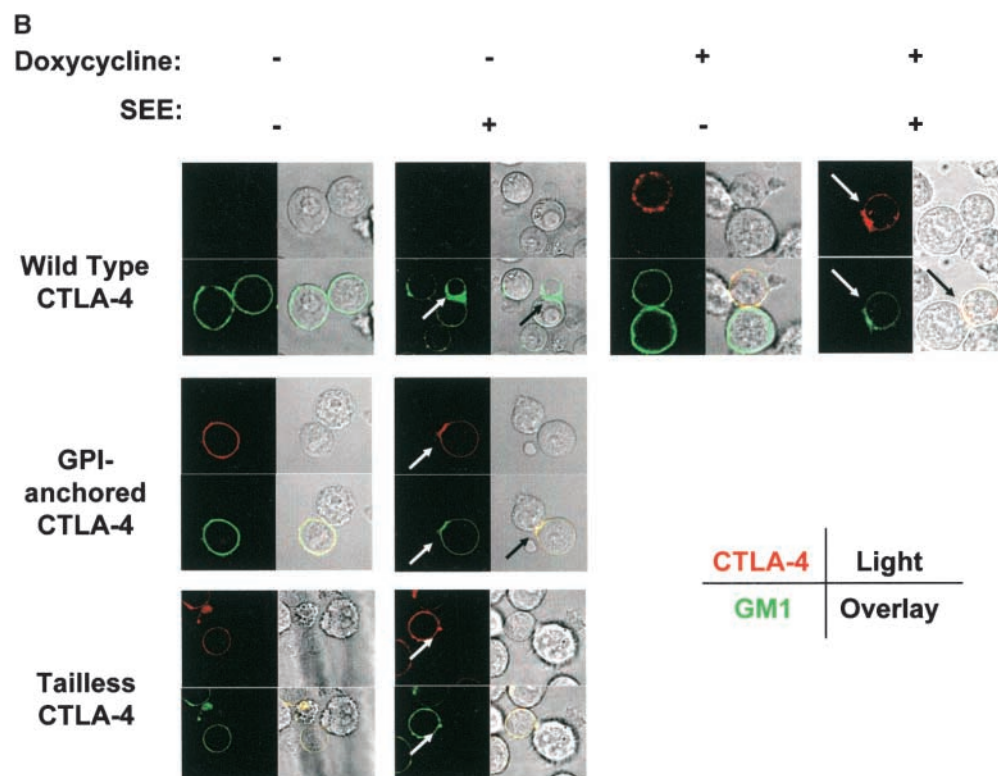 B
Doxycycline: - - + +
SEE: - + - +
Wild Type
CTLA-4
GPI-
anchored
CTLA-4
CTLA-4 Light
GM1 Overlay
Tailless
CTLA-4